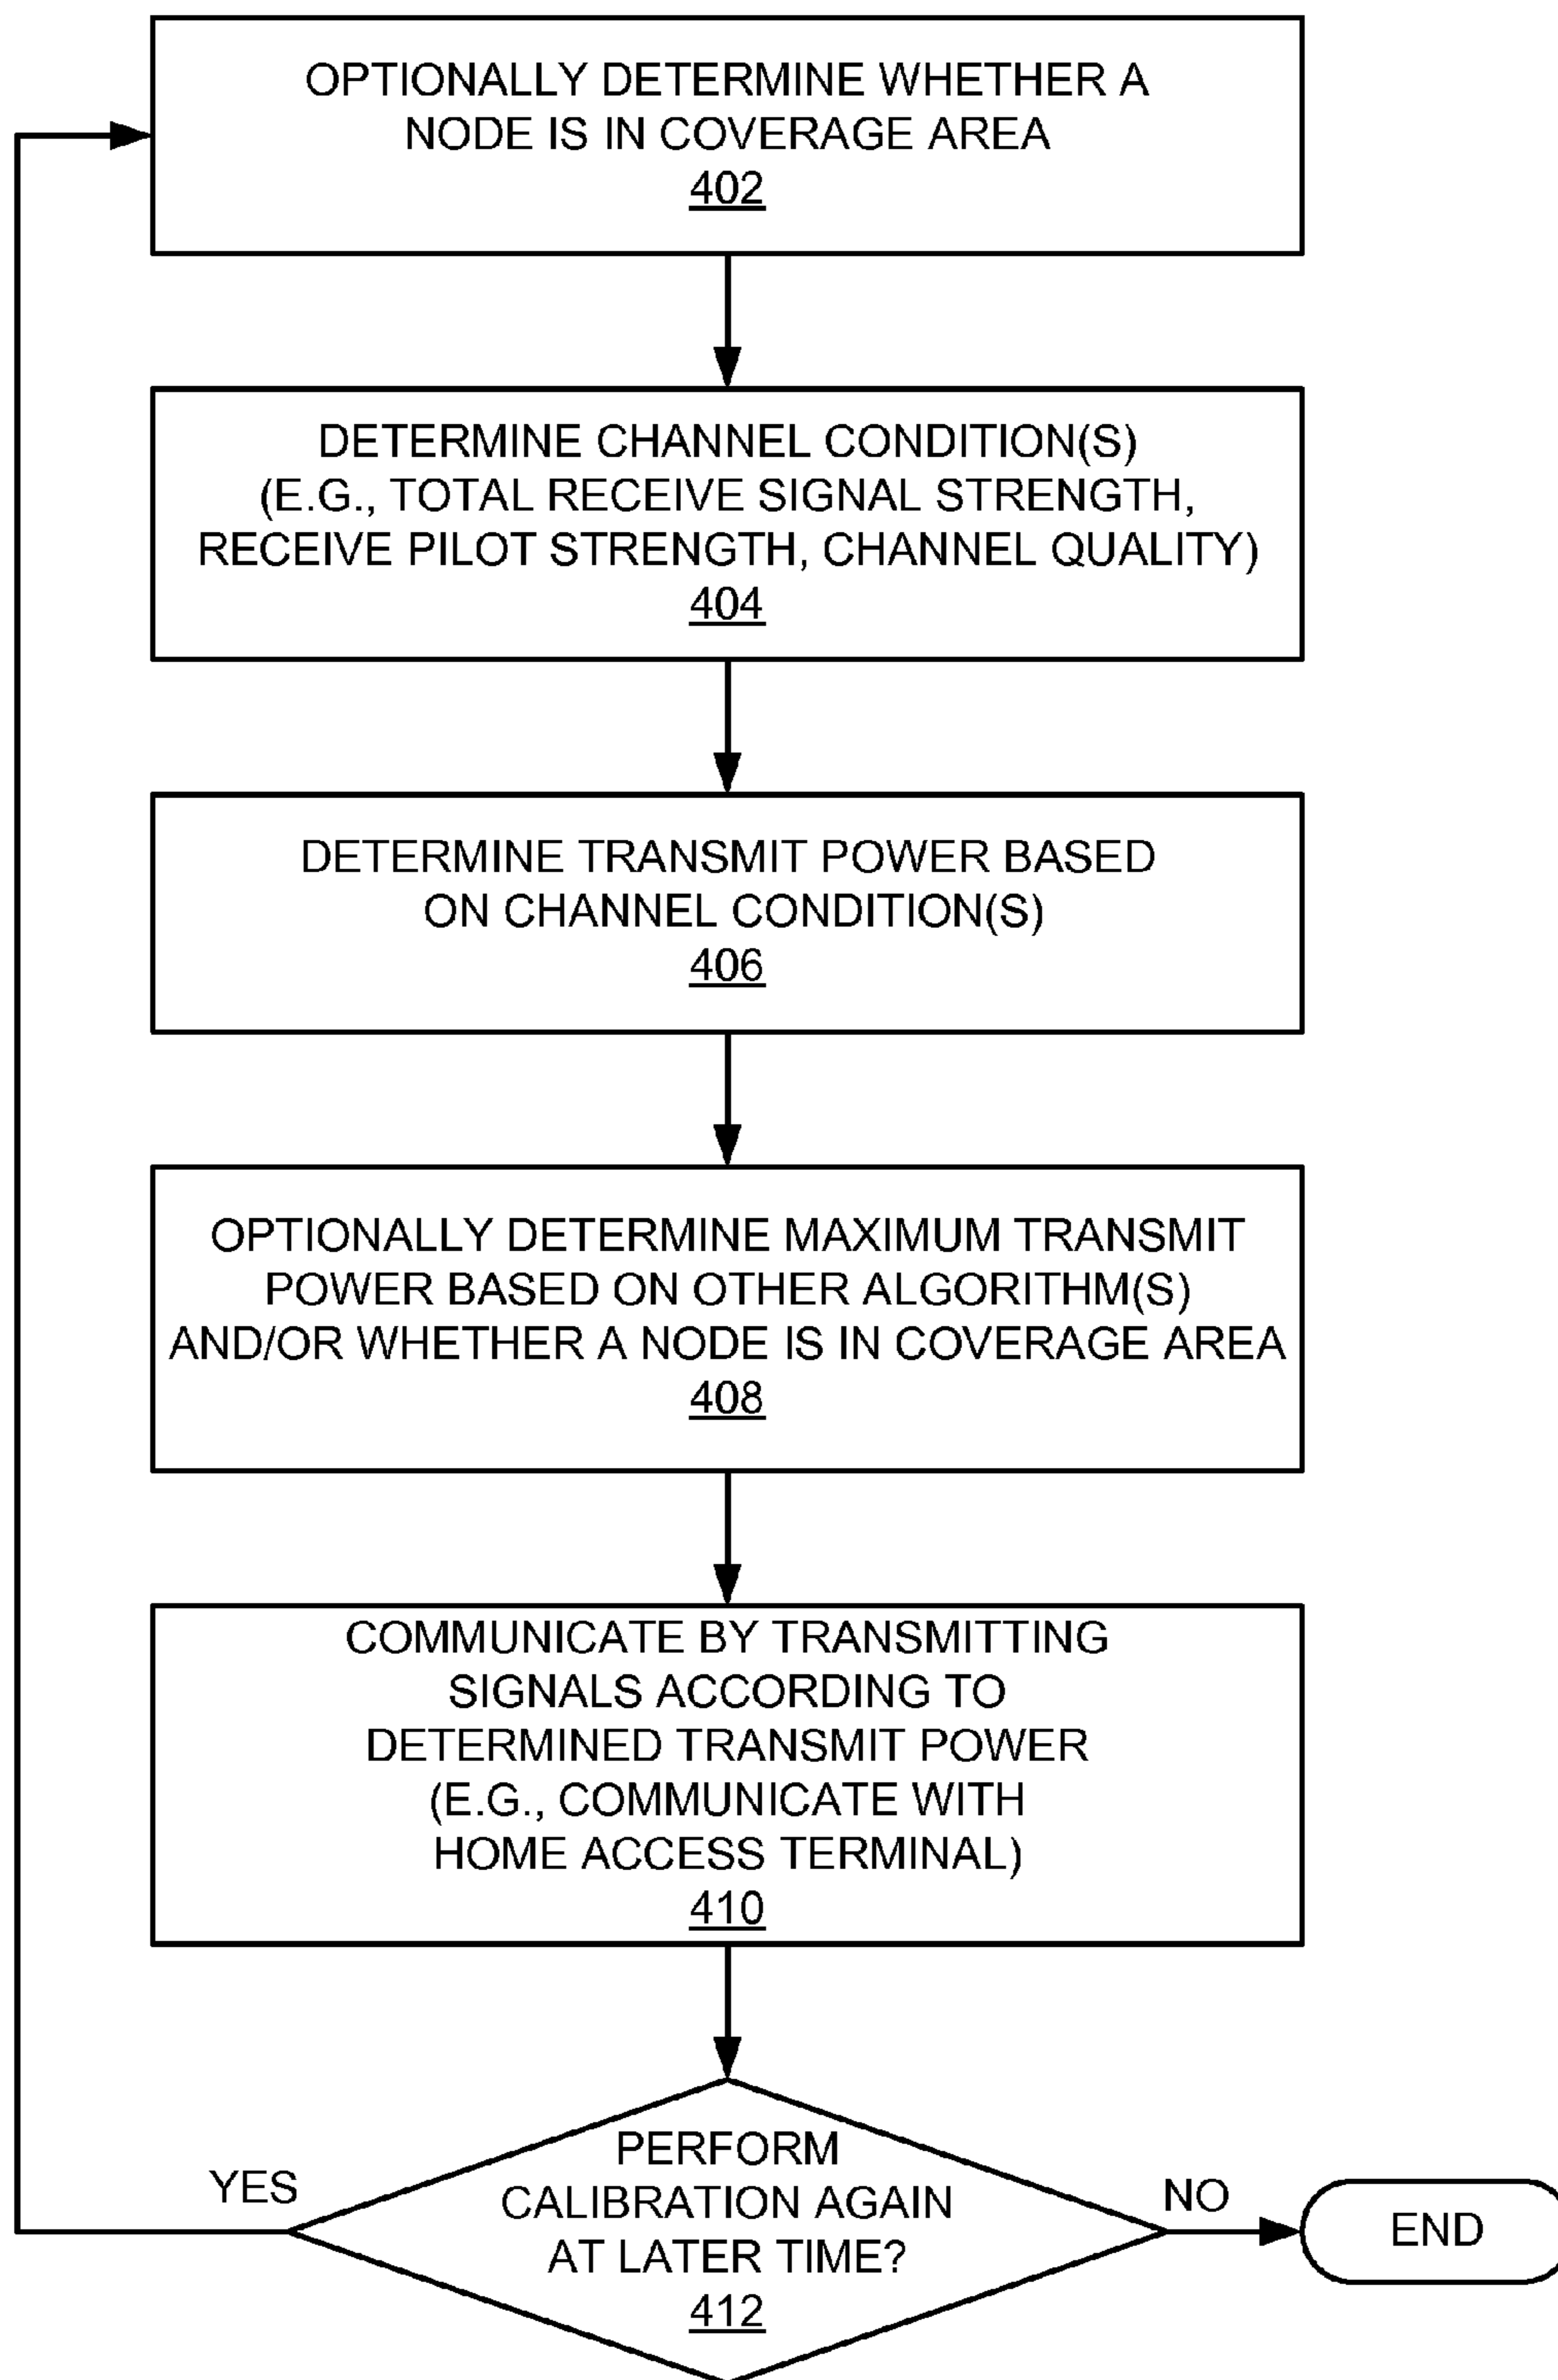 OPTIONALLY DETERMINE WHETHER A
NODE IS IN COVERAGE AREA
402
DETERMINE CHANNEL CONDITION(S)
(E.G., TOTAL RECEIVE SIGNAL STRENGTH,
RECEIVE PILOT STRENGTH, CHANNEL QUALITY)
404
DETERMINE TRANSMIT POWER BASED
ON CHANNEL CONDITION(S)
406
OPTIONALLY DETERMINE MAXIMUM TRANSMIT
POWER BASED ON OTHER ALGORITHM(S)
AND/OR WHETHER A NODE IS IN COVERAGE AREA
408
COMMUNICATE BY TRANSMITTING
SIGNALS ACCORDING TO
DETERMINED TRANSMIT POWER
(E.G., COMMUNICATE WITH
HOME ACCESS TERMINAL)
410
PERFORM
CALIBRATION AGAIN
AT LATER TIME?
412
YES
NO
END